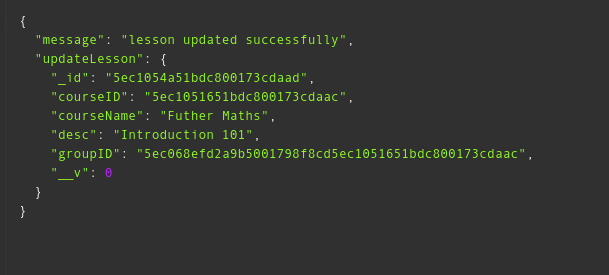 {
"message": "lesson updated successfully",
"updateLesson": {
"_id": "5ec1054a51bdc800173cdaad",
"courseID": "5ec1051651bdc800173cdaac",
"courseName": "Futher Maths",
"desc": "Introduction 101",
"groupID": "5ec068efd2a9b5001798f8cd5ec1051651bdc800173cdaac",
"__v": 0
}
}